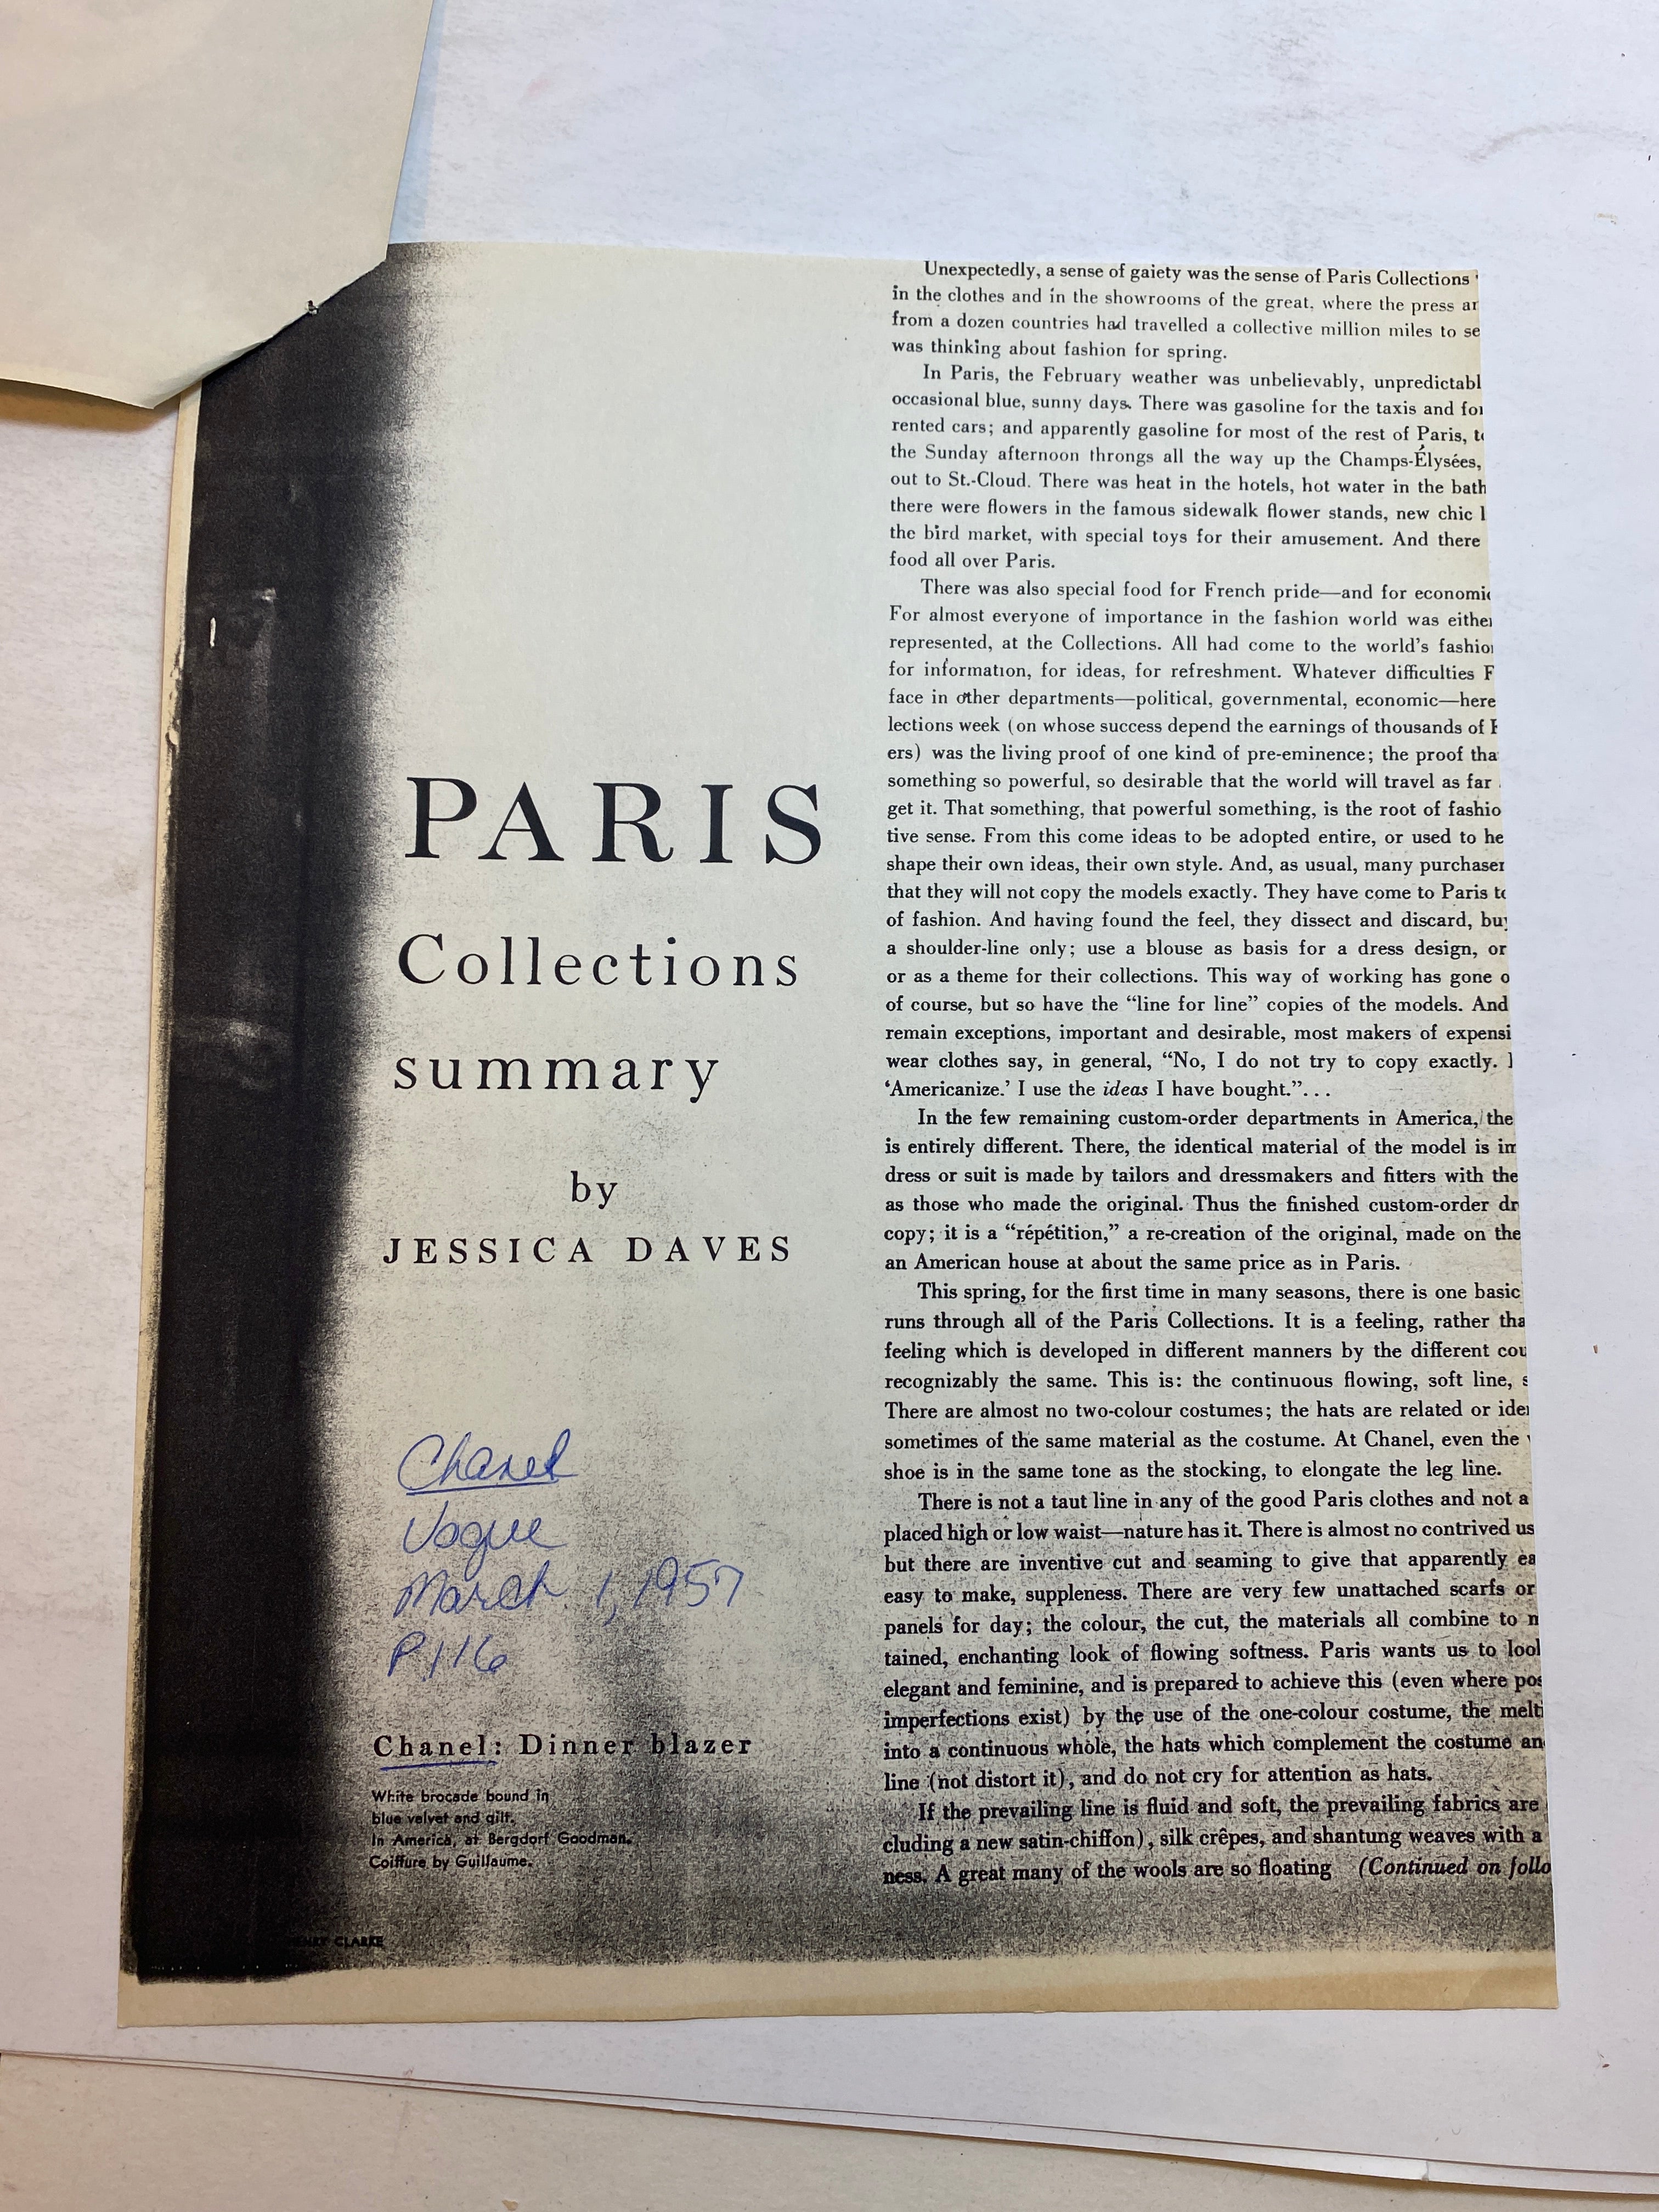 PARIS
Collections
summary
by
JESSICA DAVES
Chanel
Vogue
March 1, 1957
P 116
Chanel: Dinner blazer
White brocade bound in
blue velvet and gilt.
In America, at Bergdorf Goodman.
Coiffure by Guillaume.
CLARKE
Unexpectedly, a sense of gaiety was the sense of Paris Collections
in the clothes and in the showrooms of the great, where the press
from a dozen countries had travelled a collective million miles to
was thinking about fashion for spring.
In Paris, the February weather was unbelievably, unpredictabl
occasional blue, sunny days. There was gasoline for the taxis and
rented cars; and apparently gasoline for most of the rest of Paris,
the Sunday afternoon throngs all the way up the Champs-Élysées,
out to St.-Cloud. There was heat in the hotels, hot water in the bath
there were flowers in the famous sidewalk flower stands, new chic
the bird market, with special toys for their amusement. And there
food all over Paris.
There was also special food for French pride—and for economi
For almost everyone of importance in the fashion world was eithe
represented, at the Collections. All had come to the world's fashio
for information, for ideas, for refreshment. Whatever difficulties F
face in other departments—political, governmental, economic—here
lections week (on whose success depend the earnings of thousands of
ers) was the living proof of one kind of pre-eminence; the proof tha
something so powerful, so desirable that the world will travel as far
get it. That something, that powerful something, is the root of fashio
tive sense. From this come ideas to be adopted entire, or used to he
shape their own ideas, their own style. And, as usual, many purchaser
that they will not copy the models exactly. They have come to Paris
of fashion. And having found the feel, they dissect and discard, bu
a shoulder-line only; use a blouse as basis for a dress design, or
or as a theme for their collections. This way of working has gone o
of course, but so have the “line for line” copies of the models. And
remain exceptions, important and desirable, most makers of expensi
wear clothes say, in general, “No, I do not try to copy exactly. I
‘Americanize.’ I use the ideas I have bought.”...
In the few remaining custom-order departments in America, the
is entirely different. There, the identical material of the model is im
dress or suit is made by tailors and dressmakers and fitters with the
as those who made the original. Thus the finished custom-order dr
copy; it is a “répétition,” a re-creation of the original, made on the
an American house at about the same price as in Paris.
This spring, for the first time in many seasons, there is one basic
runs through all of the Paris Collections. It is a feeling, rather tha
feeling which is developed in different manners by the different cou
recognizably the same. This is: the continuous flowing, soft line, s
There are almost no two-colour costumes; the hats are related or ide
sometimes of the same material as the costume. At Chanel, even the
shoe is in the same tone as the stocking, to elongate the leg line.
There is not a taut line in any of the good Paris clothes and not a
placed high or low waist—nature has it. There is almost no contrived us
but there are inventive cut and seaming to give that apparently ea
easy to make, suppleness. There are very few unattached scarfs or
panels for day; the colour, the cut, the materials all combine to
tained, enchanting look of flowing softness. Paris wants us to loo
elegant and feminine, and is prepared to achieve this (even where pos
imperfections exist) by the use of the one-colour costume, the melt
into a continuous whole, the hats which complement the costume an
line (not distort it), and do not cry for attention as hats.
If the prevailing line is fluid and soft, the prevailing fabrics are
cluding a new satin-chiffon), silk crêpes, and shantung weaves with a
ness. A great many of the wools are so floating (Continued on follo